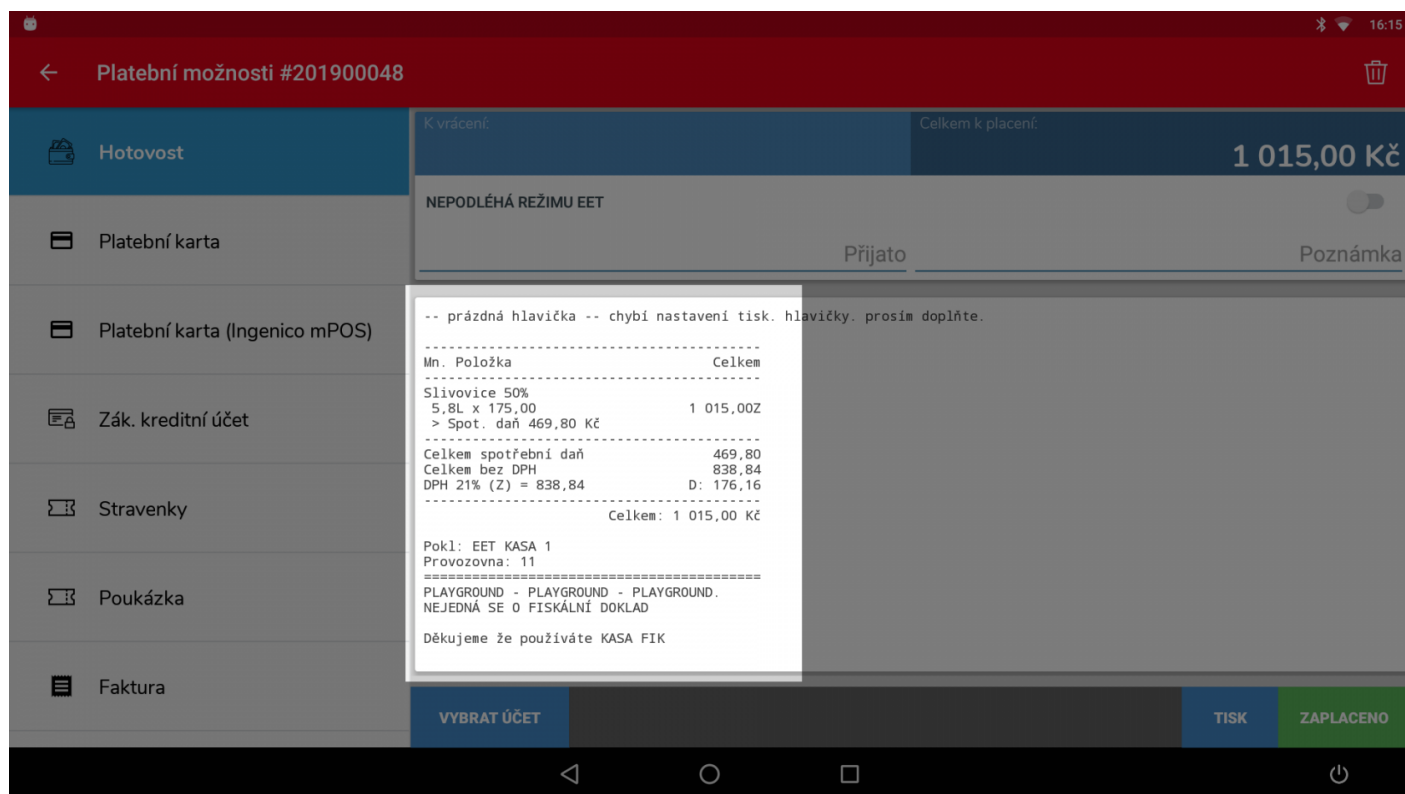 16:15
Platební možnosti #201900048
Hotovost
Platební karta
Platební karta (Ingenico mPOS)
Zák. kreditní účet
Stravenky
Poukázka
Faktura
K vrácení:
Celkem k placení:
1 015,00 Kč
NEPODLÉHÁ REŽIMU EET
Přijato
Poznámka
-- prázdná hlavička -- chybí nastavení tisk. hlavičky. prosím doplňte.
------------------------------------------
Mn. Položka Celkem
------------------------------------------
Slivovice 50%
5,8L x 175,00 1 015,00Z
> Spot. daň 469,80 Kč
------------------------------------------
Celkem spotřební daň 469,80
Celkem bez DPH 838,84
DPH 21% (Z) = 838,84 D: 176,16
------------------------------------------
Celkem: 1 015,00 Kč
Pokl: EET KASA 1
Provozovna: 11
==========================================
PLAYGROUND - PLAYGROUND - PLAYGROUND.
NEJEDNÁ SE O FISKÁLNÍ DOKLAD
Děkujeme že používáte KASA FIK
VYBRAT ÚČET
TISK
ZAPLACENO